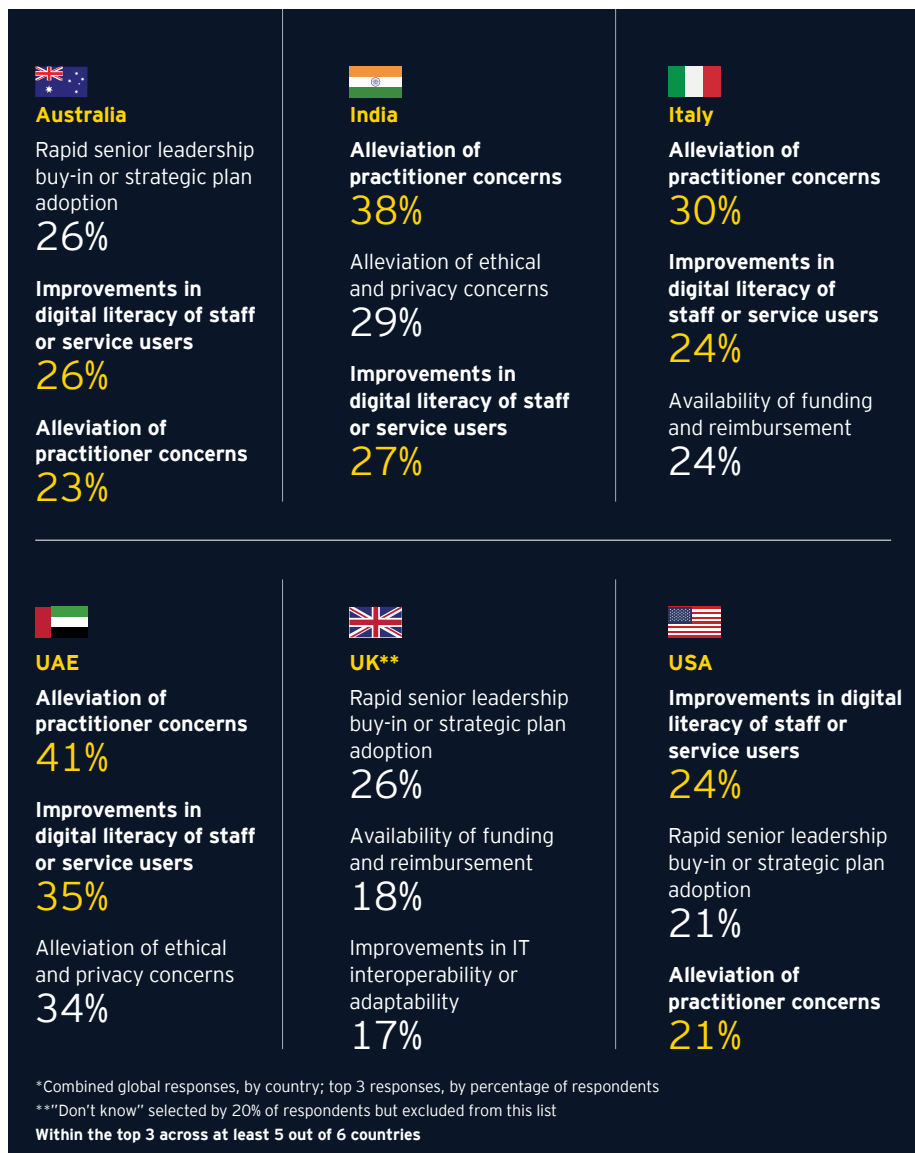 Australia
Rapid senior leadership
buy-in or strategic plan
adoption
26%
Improvements in
digital literacy of staff
or service users
26%
Alleviation of
practitioner concerns
23%
India
Alleviation of
practitioner concerns
38%
Alleviation of ethical
and privacy concerns
29%
Improvements in
digital literacy of staff
or service users
27%
Italy
Alleviation of
practitioner concerns
30%
Improvements in
digital literacy of
staff or service users
24%
Availability of funding
and reimbursement
24%
UAE
Alleviation of
practitioner concerns
41%
Improvements in
digital literacy of staff
or service users
35%
Alleviation of ethical
and privacy concerns
34%
UK**
Rapid senior leadership
buy-in or strategic plan
adoption
26%
Availability of funding
and reimbursement
18%
Improvements in IT
interoperability or
adaptability
17%
USA
Improvements in digital
literacy of staff or
service users
24%
Rapid senior leadership
buy-in or strategic plan
adoption
21%
Alleviation of
practitioner concerns
21%
*Combined global responses, by country; top 3 responses, by percentage of respondents
**"Don't know" selected by 20% of respondents but excluded from this list
Within the top 3 across at least 5 out of 6 countries